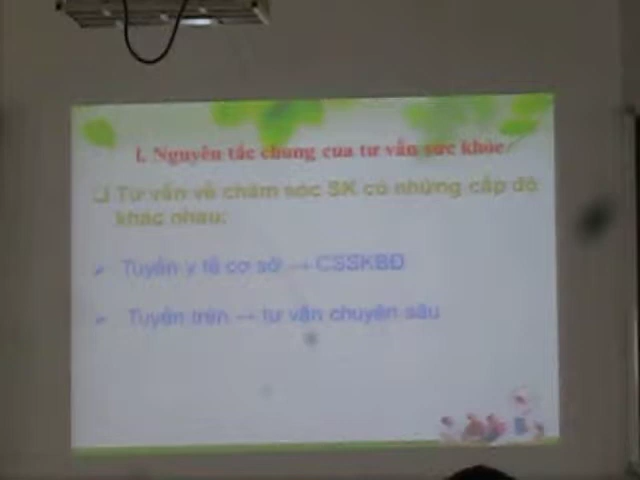 I. Nguyên tắc chung của tư vấn sức khỏe
❑ Tư vấn về chăm sóc SK có những cấp độ
khác nhau:
➢ Tuyến y tế cơ sở → CSSKBĐ
➢ Tuyến trên → tư vấn chuyên sâu